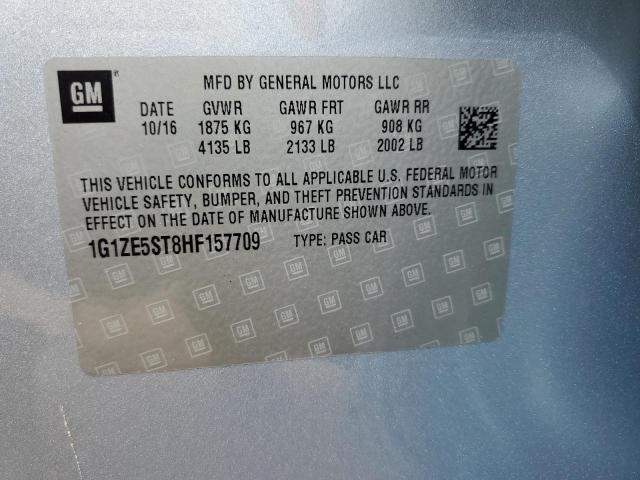 GM ® MFD BY GENERAL MOTORS LLC
DATE GVWR GAWR FRT GAWR RR
10/16 1875 KG 967 KG 908 KG
4135 LB 2133 LB 2002 LB
THIS VEHICLE CONFORMS TO ALL APPLICABLE U.S. FEDERAL MOTOR
VEHICLE SAFETY, BUMPER, AND THEFT PREVENTION STANDARDS IN
EFFECT ON THE DATE OF MANUFACTURE SHOWN ABOVE.
1G1ZE5ST8HF157709 TYPE: PASS CAR